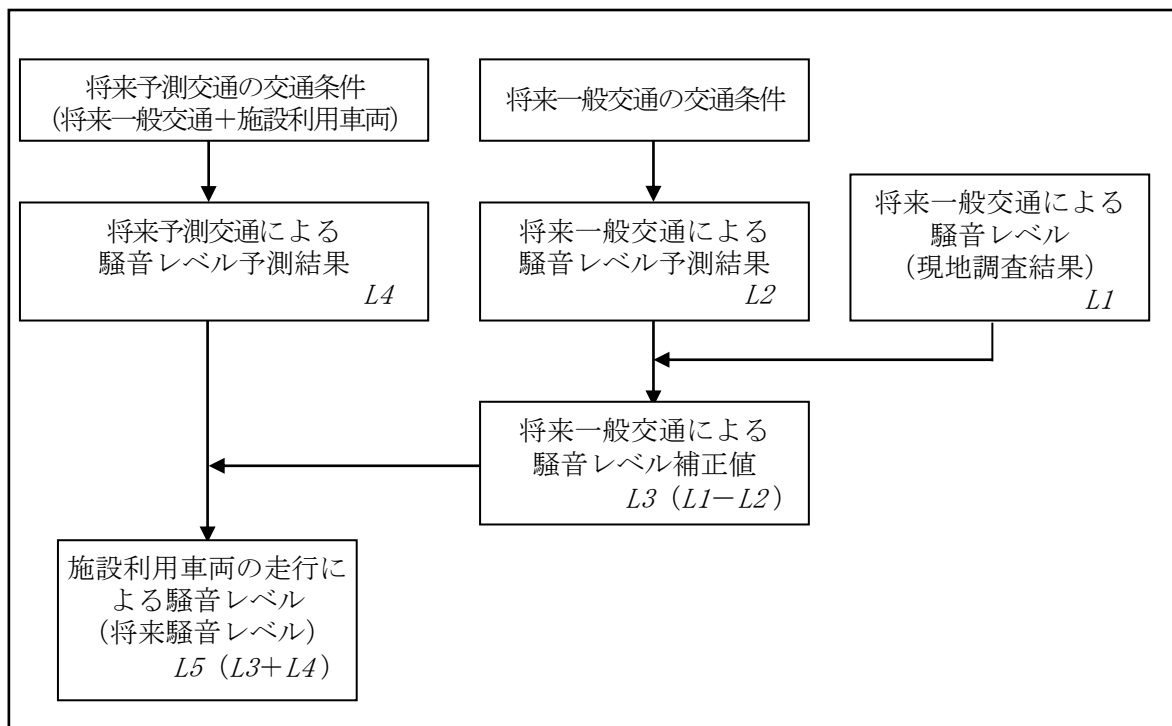 将来予測交通の交通条件
(将来一般交通＋施設利用車両)
将来一般交通の交通条件
将来予測交通による
騒音レベル予測結果
L4
将来一般交通による
騒音レベル予測結果
L2
将来一般交通による
騒音レベル
(現地調査結果)
L1
将来一般交通による
騒音レベル補正値
L3（L1－L2）
施設利用車両の走行に
よる騒音レベル
(将来騒音レベル)
L5（L3＋L4）